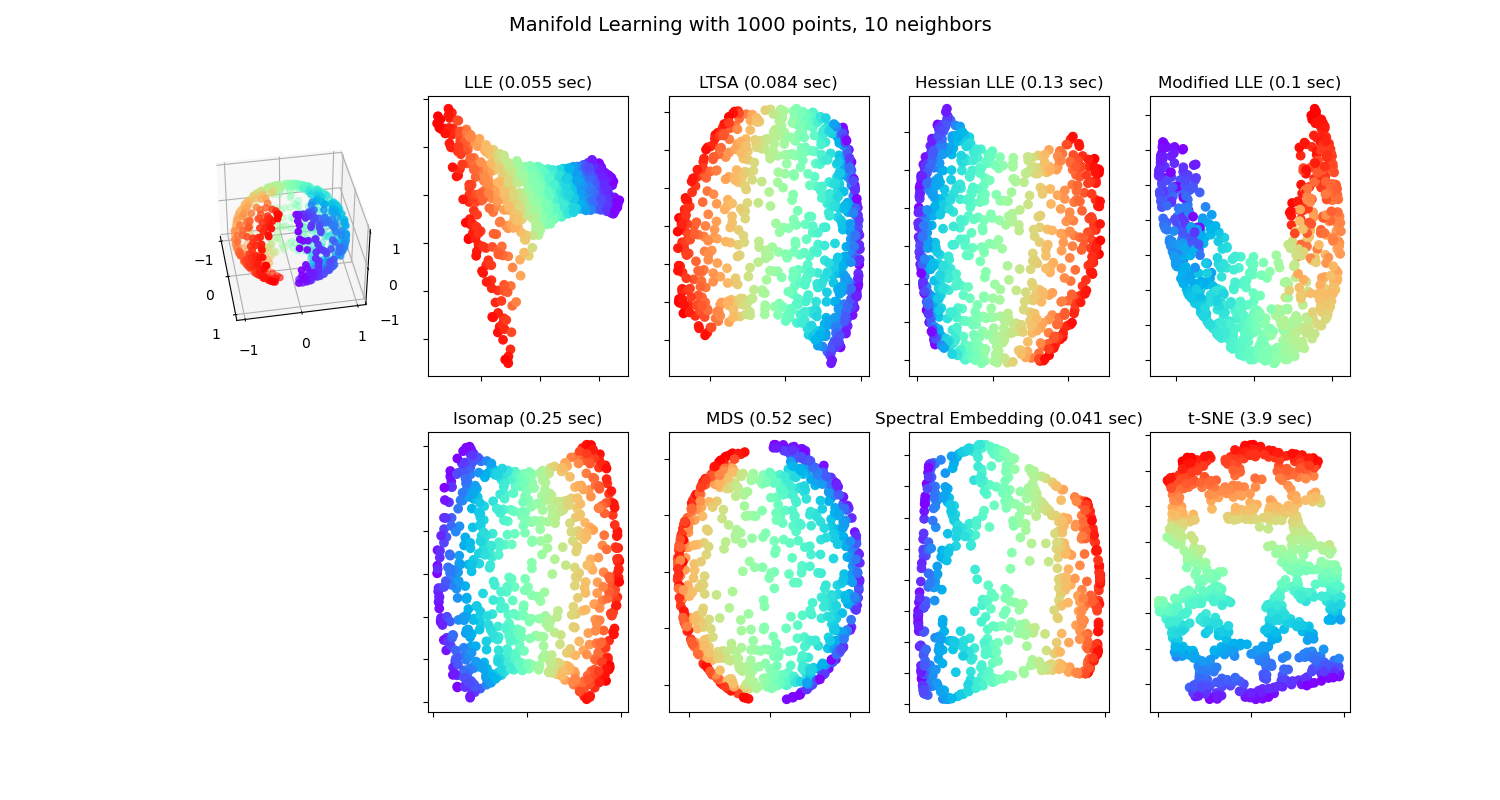 Manifold Learning with 1000 points, 10 neighbors
LLE (0.055 sec)
LTSA (0.084 sec)
Hessian LLE (0.13 sec)
Modified LLE (0.1 sec)
−1
0
1
−1
0
1
1
0
−1
Isomap (0.25 sec)
MDS (0.52 sec)
Spectral Embedding (0.041 sec)
t-SNE (3.9 sec)